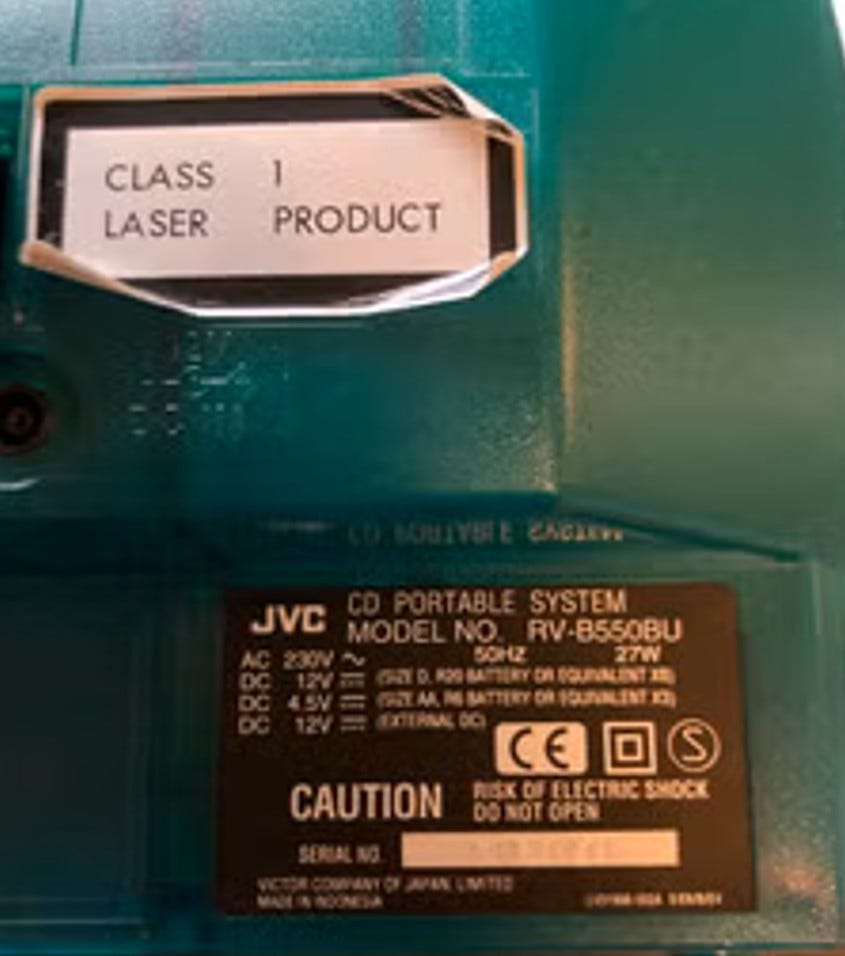 CLASS 1
LASER PRODUCT
JVC CD PORTABLE SYSTEM
MODEL NO. RV-B550BU
AC 230V ~ 50HZ 27W
DC 12V ⎓ (SIZE D, R20 BATTERY OR EQUIVALENT X8)
DC 4.5V ⎓ (SIZE AA, R6 BATTERY OR EQUIVALENT X3)
DC 12V ⎓ (EXTERNAL DC)
CE S
CAUTION RISK OF ELECTRIC SHOCK
DO NOT OPEN
SERIAL NO.
VICTOR COMPANY OF JAPAN, LIMITED
MADE IN INDONESIA